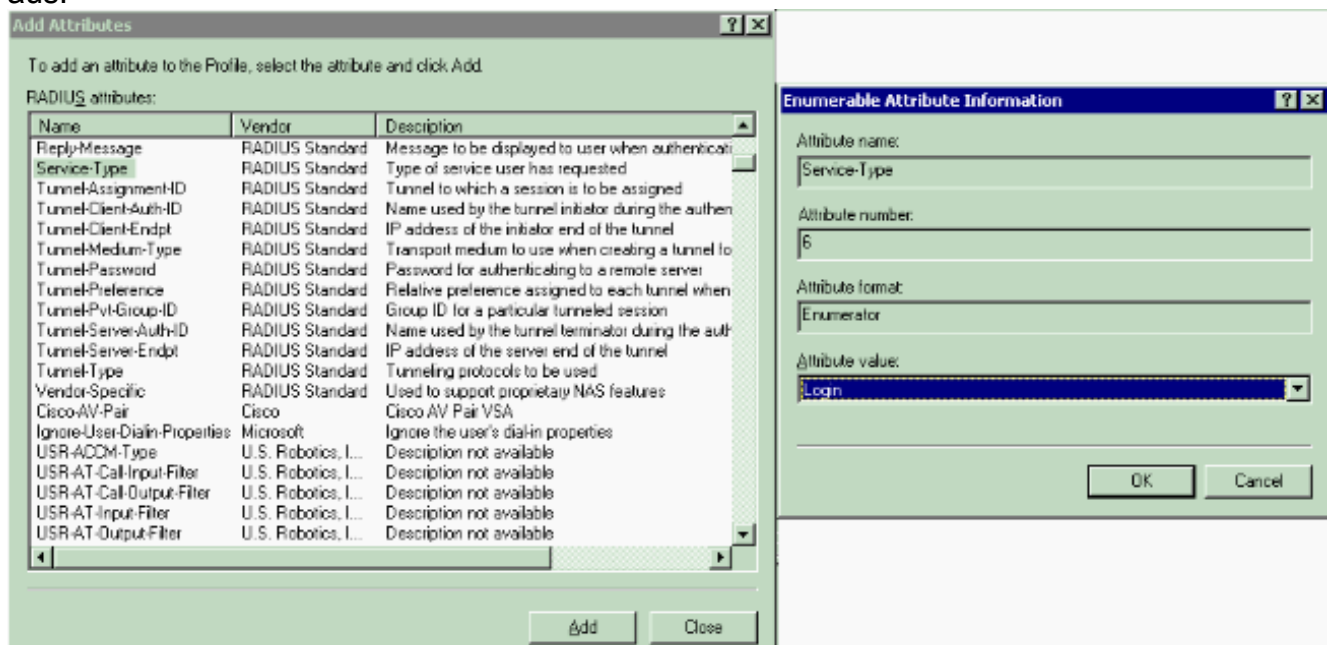 aus.
Add Attributes
To add an attribute to the Profile, select the attribute and click Add.
RADIUS attributes:
Name Vendor Description
Reply-Message RADIUS Standard Message to be displayed to user when authenticati
Service-Type RADIUS Standard Type of service user has requested
Tunnel-Assignment-ID RADIUS Standard Tunnel to which a session is to be assigned
Tunnel-Client-Auth-ID RADIUS Standard Name used by the tunnel initiator during the authen
Tunnel-Client-Endpt RADIUS Standard IP address of the initiator end of the tunnel
Tunnel-Medium-Type RADIUS Standard Transport medium to use when creating a tunnel fo
Tunnel-Password RADIUS Standard Password for authenticating to a remote server
Tunnel-Preference RADIUS Standard Relative preference assigned to each tunnel when
Tunnel-Pvt-Group-ID RADIUS Standard Group ID for a particular tunneled session
Tunnel-Server-Auth-ID RADIUS Standard Name used by the tunnel terminator during the auth
Tunnel-Server-Endpt RADIUS Standard IP address of the server end of the tunnel
Tunnel-Type RADIUS Standard Tunneling protocols to be used
Vendor-Specific RADIUS Standard Used to support proprietary NAS features
Cisco-AV-Pair Cisco Cisco AV Pair VSA
Ignore-User-Dialin-Properties Microsoft Ignore the user's dial-in properties
USR-ACCM-Type U.S. Robotics, I... Description not available
USR-AT-Call-Input-Filter U.S. Robotics, I... Description not available
USR-AT-Call-Output-Filter U.S. Robotics, I... Description not available
USR-AT-Input-Filter U.S. Robotics, I... Description not available
USR-AT-Output-Filter U.S. Robotics, I... Description not available
Add Close
Enumerable Attribute Information
Attribute name:
Service-Type
Attribute number:
6
Attribute format:
Enumerator
Attribute value:
Login
OK Cancel